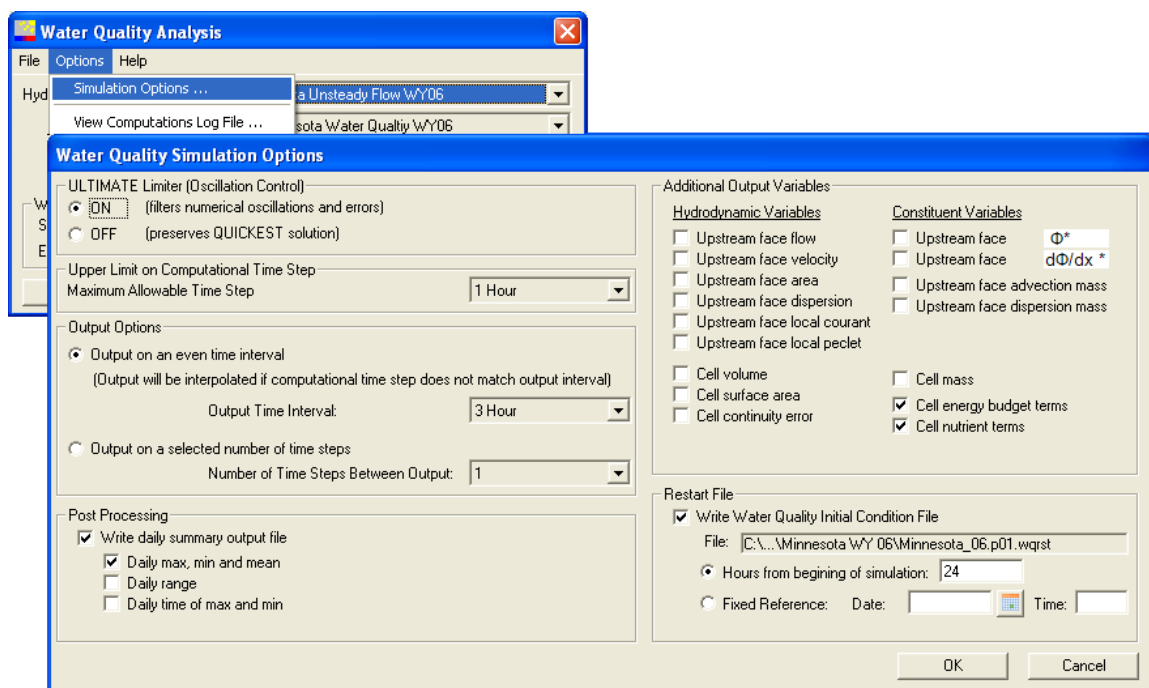 Water Quality Analysis
File Options Help
Simulation Options ...
View Computations Log File ...
Hyd
ra Unsteady Flow WY06
sota Water Qualtiy WY06
W
S
E
Water Quality Simulation Options
ULTIMATE Limiter (Oscillation Control)
ON (filters numerical oscillations and errors)
OFF (preserves QUICKEST solution)
Upper Limit on Computational Time Step
Maximum Allowable Time Step 1 Hour
Output Options
Output on an even time interval
(Output will be interpolated if computational time step does not match output interval)
Output Time Interval: 3 Hour
Output on a selected number of time steps
Number of Time Steps Between Output: 1
Post Processing
Write daily summary output file
Daily max, min and mean
Daily range
Daily time of max and min
Additional Output Variables
Hydrodynamic Variables
Upstream face flow
Upstream face velocity
Upstream face area
Upstream face dispersion
Upstream face local courant
Upstream face local peclet
Cell volume
Cell surface area
Cell continuity error
Constituent Variables
Upstream face Φ*
Upstream face dΦ/dx *
Upstream face advection mass
Upstream face dispersion mass
Cell mass
Cell energy budget terms
Cell nutrient terms
Restart File
Write Water Quality Initial Condition File
File: C:\...\Minnesota WY 06\Minnesota_06.p01.wqrst
Hours from begining of simulation: 24
Fixed Reference: Date: Time:
OK Cancel